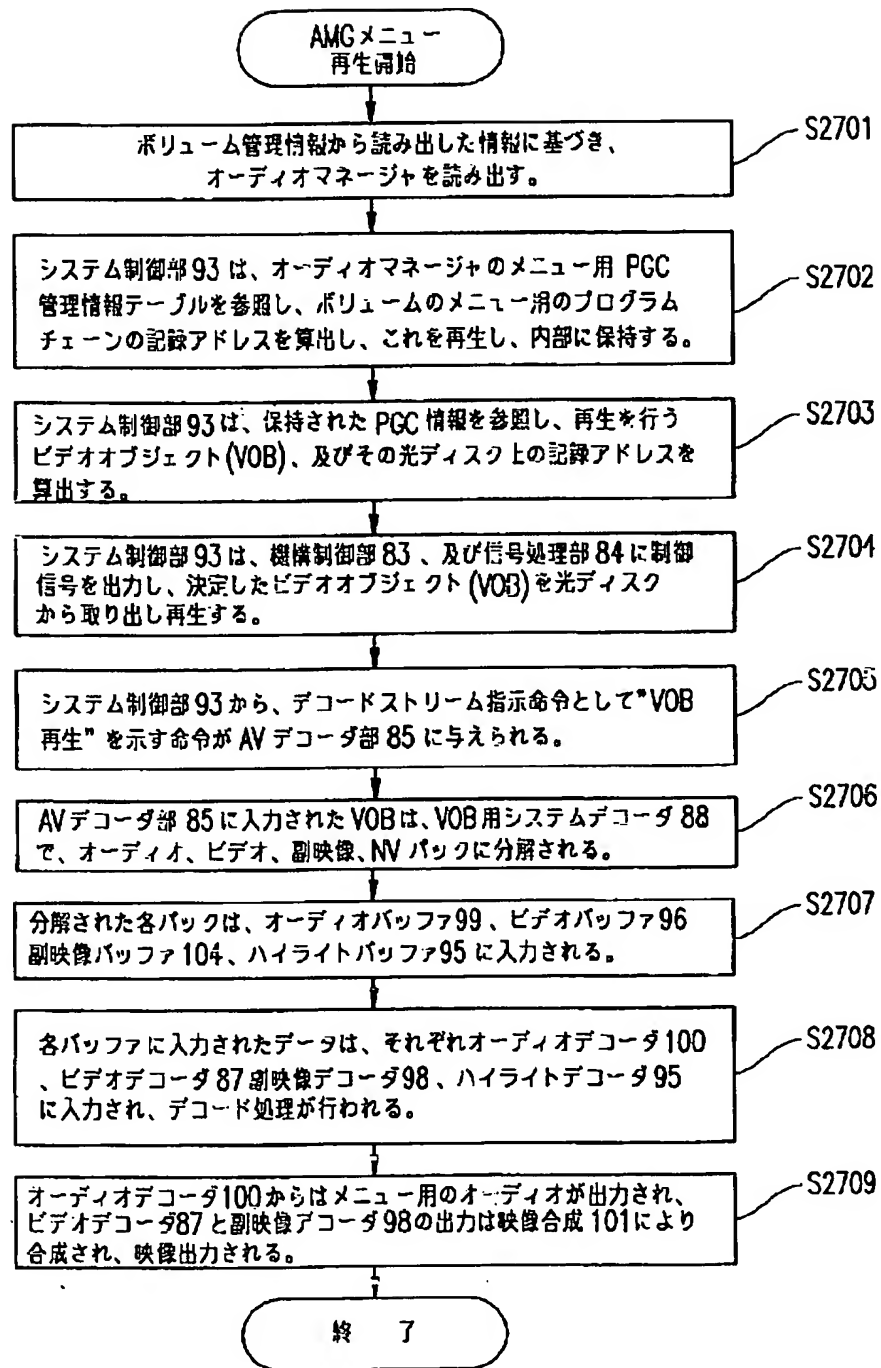 AMGメニュー
再生開始
ボリューム管理情報から読み出した情報に基づき、
オーディオマネージャを読み出す。
S2701
システム制御部93は、オーディオマネージャのメニュー用 PGC
管理情報テーブルを参照し、ボリュームのメニュー用のプログラム
チェーンの記録アドレスを算出し、これを再生し、内部に保持する。
S2702
システム制御部93は、保持された PGC 情報を参照し、再生を行う
ビデオオブジェクト(VOB)、及びその光ディスク上の記録アドレスを
算出する。
S2703
システム制御部93は、機構制御部83、及び信号処理部84に制御
信号を出力し、決定したビデオオブジェクト(VOB)を光ディスク
から取り出し再生する。
S2704
システム制御部93から、デコードストリーム指示命令として"VOB
再生"を示す命令が AVデコーダ部85に与えられる。
S2705
AVデコーダ部85に入力されたVOBは、VOB用システムデコーダ88
で、オーディオ、ビデオ、副映像、NVパックに分解される。
S2706
分解された各パックは、オーディオバッファ99、ビデオバッファ96
副映像バッファ104、ハイライトバッファ95に入力される。
S2707
各バッファに入力されたデータは、それぞれオーディオデコーダ100
、ビデオデコーダ87副映像デコーダ98、ハイライトデコーダ95
に入力され、デコード処理が行われる。
S2708
オーディオデコーダ100からはメニュー用のオーディオが出力され、
ビデオデコーダ87と副映像デコーダ98の出力は映像合成101により
合成され、映像出力される。
S2709
終 了